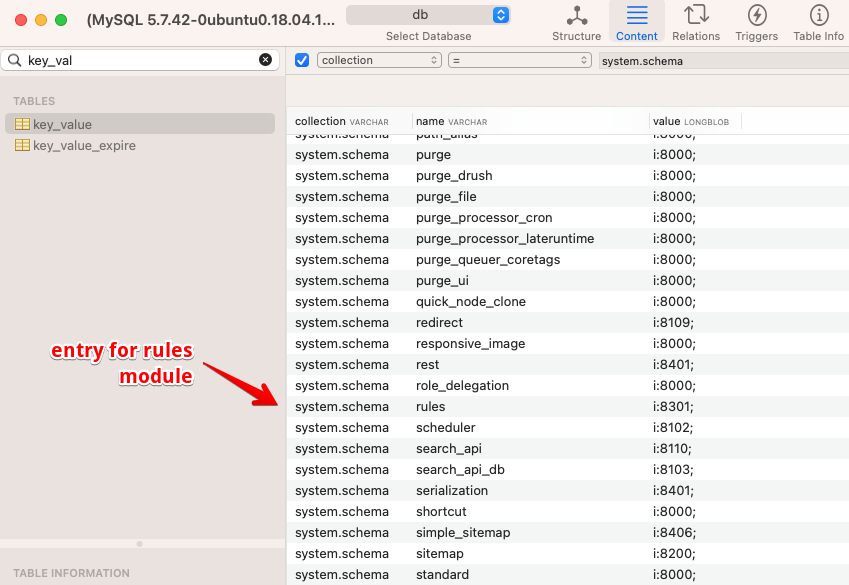 (MySQL 5.7.42-0ubuntu0.18.04.1...
db
Select Database
Structure
Content
Relations
Triggers
Table Info
key_val
collection
=
system.schema
TABLES
key_value
key_value_expire
collection VARCHAR name VARCHAR value LONGBLOB
system.schema path_alias i:8000;
system.schema purge i:8000;
system.schema purge_drush i:8000;
system.schema purge_file i:8000;
system.schema purge_processor_cron i:8000;
system.schema purge_processor_lateruntime i:8000;
system.schema purge_queuer_coretags i:8000;
system.schema purge_ui i:8000;
system.schema quick_node_clone i:8000;
system.schema redirect i:8109;
system.schema responsive_image i:8000;
system.schema rest i:8401;
system.schema role_delegation i:8000;
system.schema rules i:8301;
system.schema scheduler i:8102;
system.schema search_api i:8110;
system.schema search_api_db i:8103;
system.schema serialization i:8401;
system.schema shortcut i:8000;
system.schema simple_sitemap i:8406;
system.schema sitemap i:8200;
system.schema standard i:8000;
entry for rules
module
TABLE INFORMATION